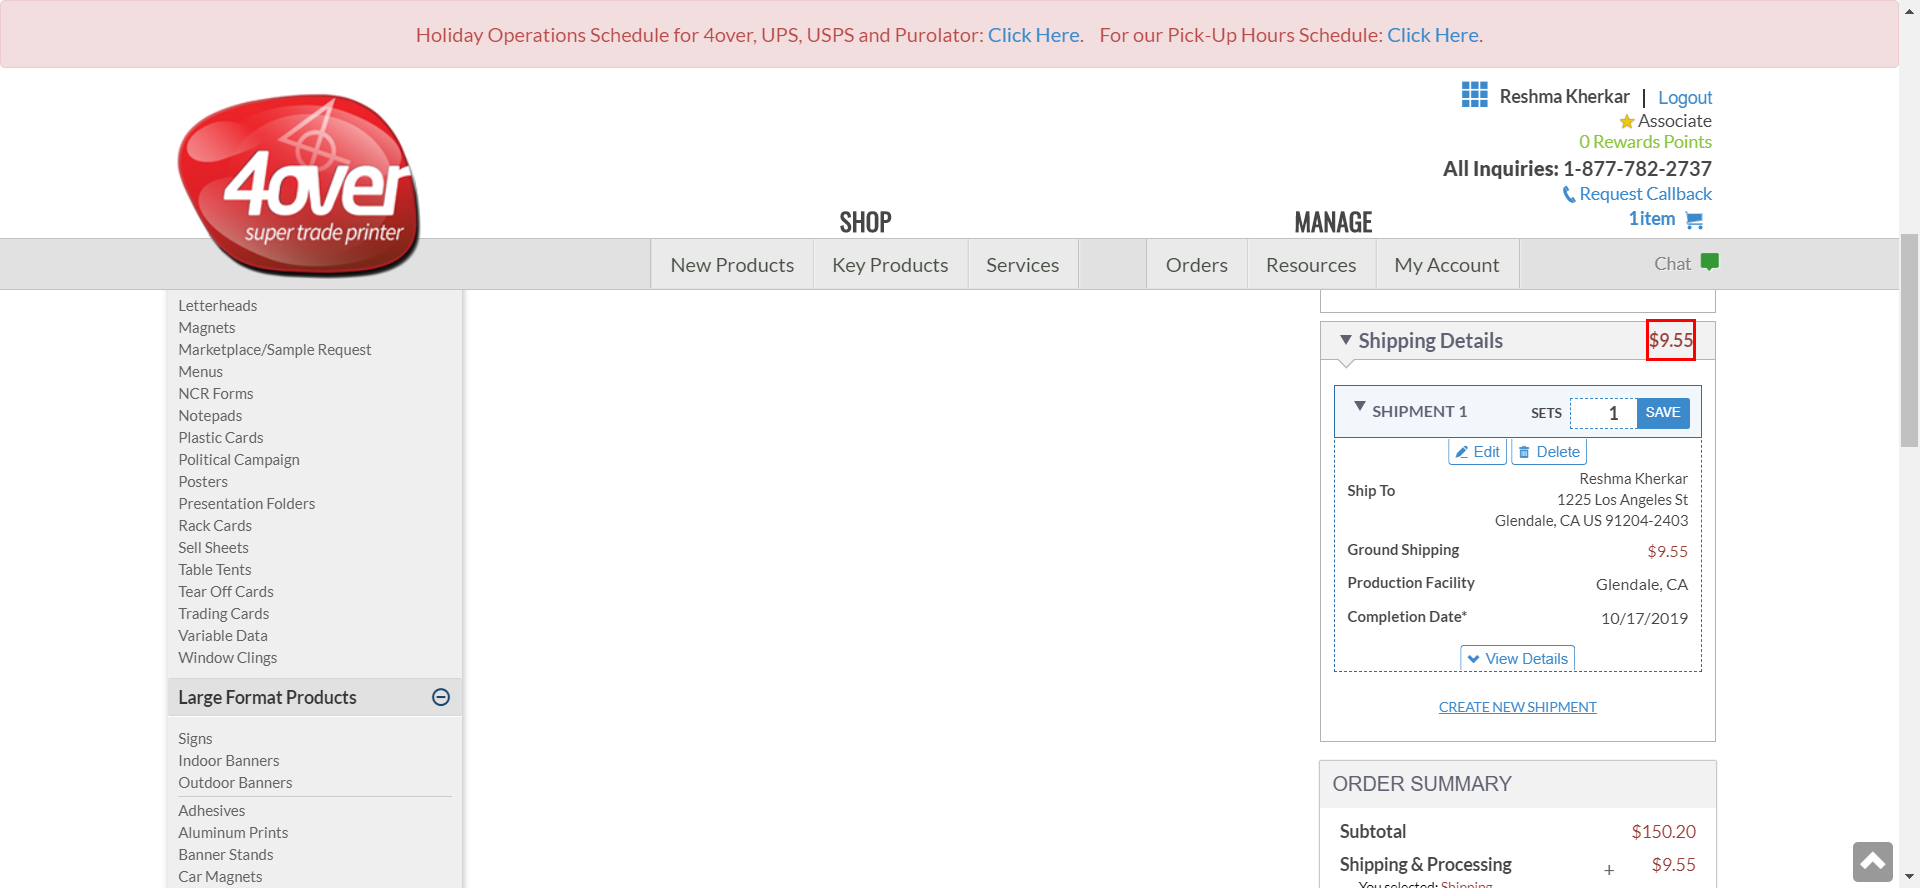 Holiday Operations Schedule for 4over, UPS, USPS and Purolator: Click Here. For our Pick-Up Hours Schedule: Click Here.
4over
super trade printer
Reshma Kherkar | Logout
Associate
0 Rewards Points
All Inquiries: 1-877-782-2737
Request Callback
1item
SHOP
MANAGE
New Products
Key Products
Services
Orders
Resources
My Account
Chat
Letterheads
Magnets
Marketplace/Sample Request
Menus
NCR Forms
Notepads
Plastic Cards
Political Campaign
Posters
Presentation Folders
Rack Cards
Sell Sheets
Table Tents
Tear Off Cards
Trading Cards
Variable Data
Window Clings
Large Format Products
Signs
Indoor Banners
Outdoor Banners
Adhesives
Aluminum Prints
Banner Stands
Car Magnets
Shipping Details $9.55
SHIPMENT 1 SETS 1 SAVE
Edit Delete
Ship To
Reshma Kherkar
1225 Los Angeles St
Glendale, CA US 91204-2403
Ground Shipping $9.55
Production Facility Glendale, CA
Completion Date* 10/17/2019
View Details
CREATE NEW SHIPMENT
ORDER SUMMARY
Subtotal $150.20
Shipping & Processing + $9.55
You selected: Shipping